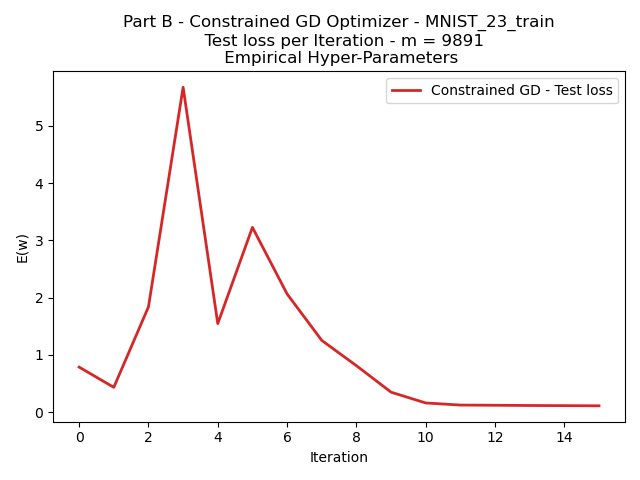 Part B - Constrained GD Optimizer - MNIST_23_train
Test loss per Iteration - m = 9891
Empirical Hyper-Parameters
Constrained GD - Test loss
E(w)
5
4
3
2
1
0
0 2 4 6 8 10 12 14
Iteration